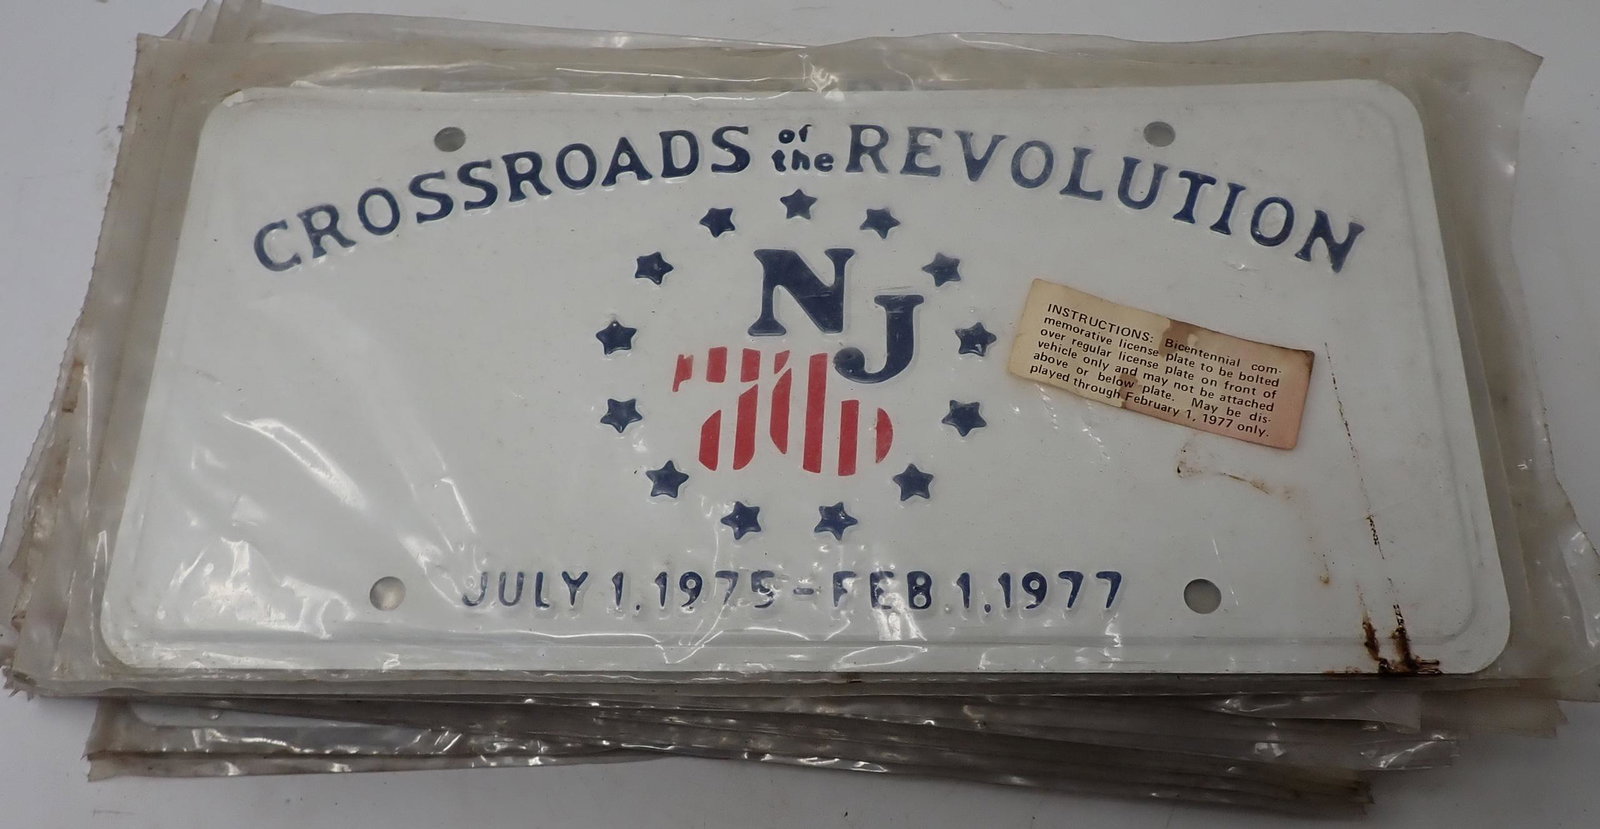 CROSSROADS of the REVOLUTION
NJ
76
JULY 1, 1975 - FEB 1, 1977
INSTRUCTIONS: Bicentennial com-
memorative license plate to be bolted
over regular license plate on front of
vehicle only and may not be attached
above or below plate. May be dis-
played through February 1, 1977 only.